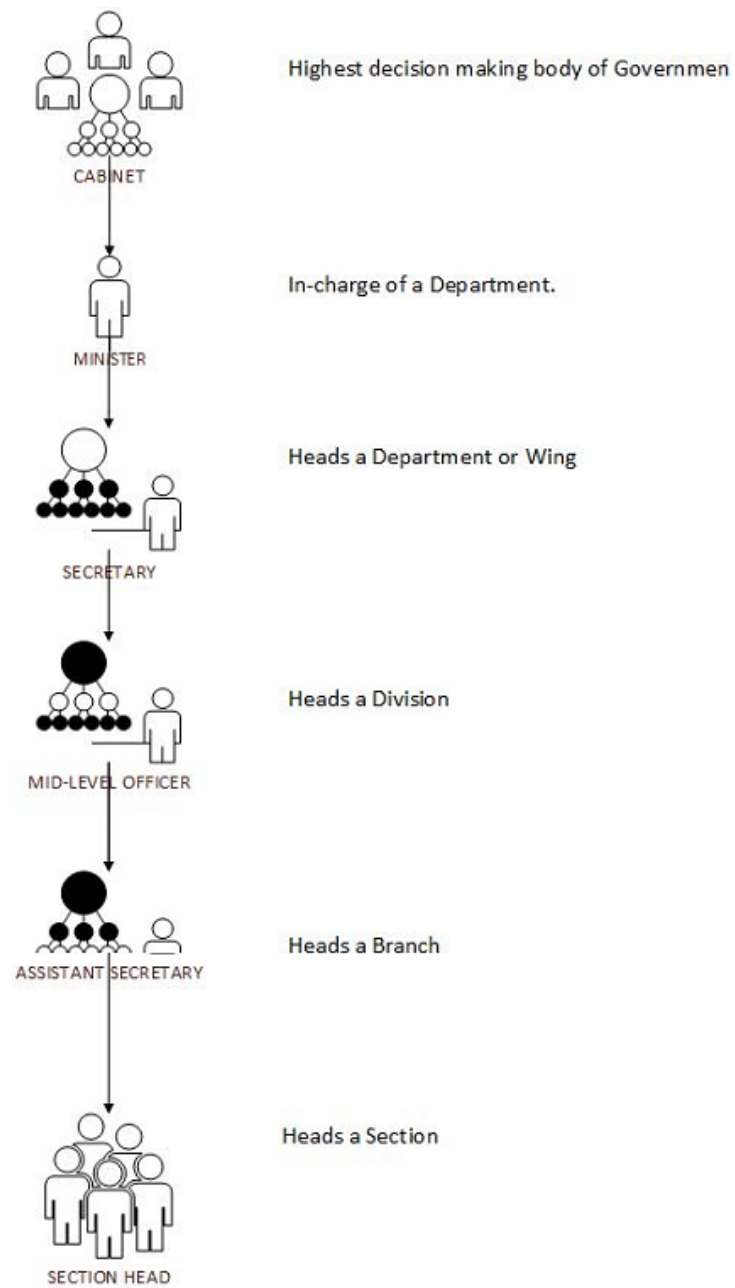 Highest decision making body of Governmen
CABINET
In-charge of a Department.
MINISTER
Heads a Department or Wing
SECRETARY
Heads a Division
MID-LEVEL OFFICER
Heads a Branch
ASSISTANT SECRETARY
Heads a Section
SECTION HEAD